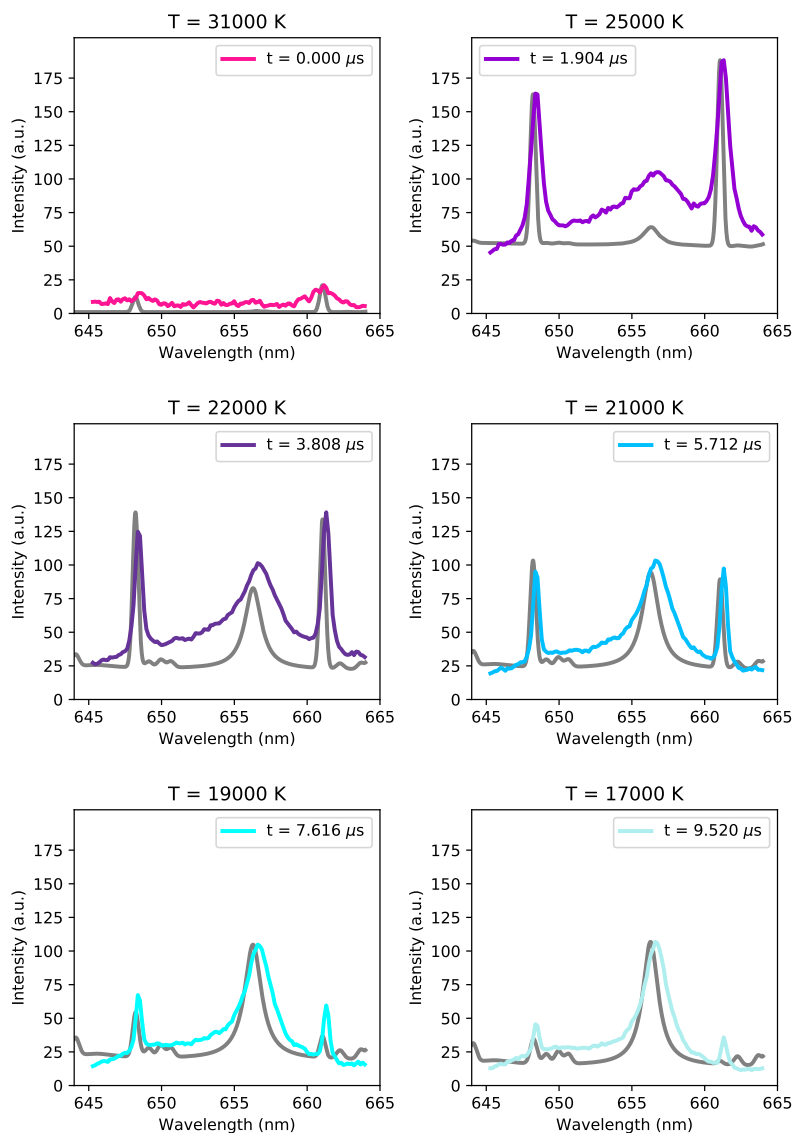 T = 31000 K
t = 0.000 μs
Intensity (a.u.)
175
150
125
100
75
50
25
0
645 650 655 660 665
Wavelength (nm)
T = 25000 K
t = 1.904 μs
Intensity (a.u.)
175
150
125
100
75
50
25
0
645 650 655 660 665
Wavelength (nm)
T = 22000 K
t = 3.808 μs
Intensity (a.u.)
175
150
125
100
75
50
25
0
645 650 655 660 665
Wavelength (nm)
T = 21000 K
t = 5.712 μs
Intensity (a.u.)
175
150
125
100
75
50
25
0
645 650 655 660 665
Wavelength (nm)
T = 19000 K
t = 7.616 μs
Intensity (a.u.)
175
150
125
100
75
50
25
0
645 650 655 660 665
Wavelength (nm)
T = 17000 K
t = 9.520 μs
Intensity (a.u.)
175
150
125
100
75
50
25
0
645 650 655 660 665
Wavelength (nm)